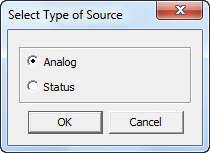 Select Type of Source
Analog
Status
OK
Cancel